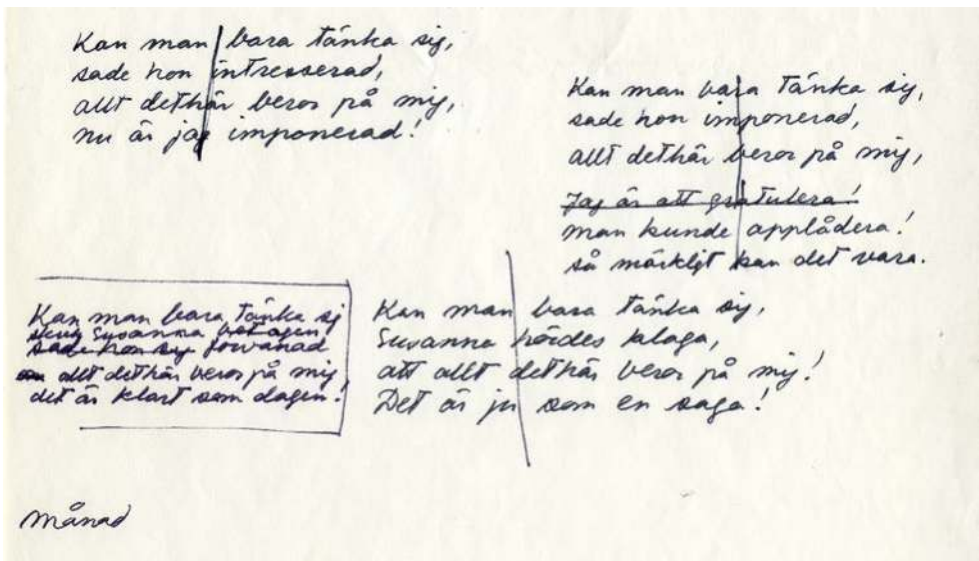 Kan man bara tänka sig,
sade hon intresserad,
allt dethär beror på mig,
nu är jag imponerad!
Kan man bara tänka sig,
sade hon imponerad,
allt dethär beror på mig,
Jag är att gratulera!
man kunde applådera!
så märkligt kan det vara.
Kan man bara tänka sig
skrev Susanna betagen
sade hon sig förvånad
allt dethär beror på mig
det är klart som dagen!
Kan man bara tänka sig,
Susanna hördes klaga,
att allt dethär beror på mig!
Det är ju som en saga!
månad